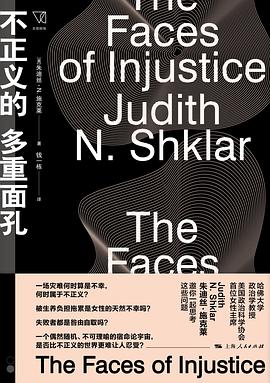 The
Faces
of Injustice
Judith
N. Shklar
The
Faces
不正义的 多重面孔
[美]朱迪丝·N.施克莱 著
钱一栋 译
哈佛大学
政治学教授
美国政治科学协会
首位女性主席
Judith
N. Shklar
朱迪丝·施克莱
邀你一起思考
这些问题
一场灾难何时算是不幸,
何时属于不正义?
被生养负担拖累是女性的天然不幸吗?
失败者都是咎由自取吗?
一个偶然随机、不可理喻的宿命论宇宙,
是否比不正义的世界更难让人忍受?
The Faces of Injustice
上海人民出版社